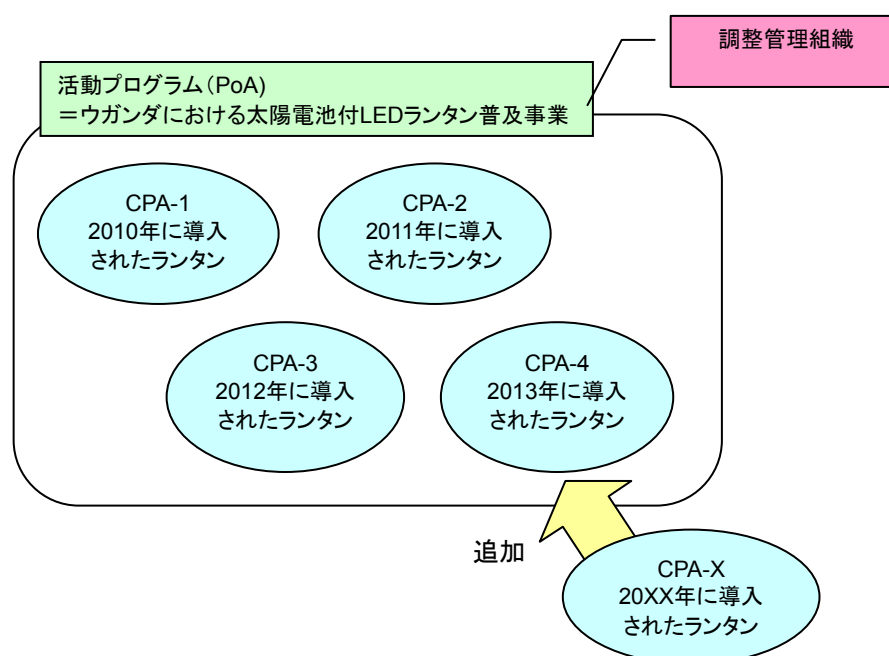 調整管理組織
活動プログラム(PoA)
=ウガンダにおける太陽電池付LEDランタン普及事業
CPA-1
2010年に導入
されたランタン
CPA-2
2011年に導入
されたランタン
CPA-3
2012年に導入
されたランタン
CPA-4
2013年に導入
されたランタン
追加
CPA-X
20XX年に導入
されたランタン